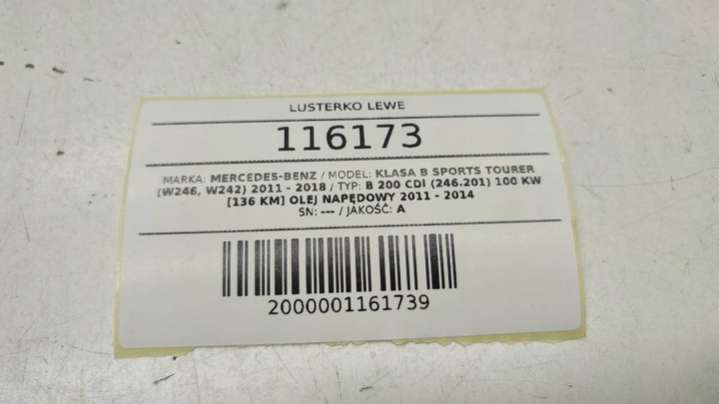 LUSTERKO LEWE
116173
MARKA: MERCEDES-BENZ / MODEL: KLASA B SPORTS TOURER
(W246, W242) 2011 - 2018 / TYP: B 200 CDI (246.201) 100 KW
[136 KM] OLEJ NAPĘDOWY 2011 - 2014
SN: --- / JAKOŚĆ: A
2000001161739